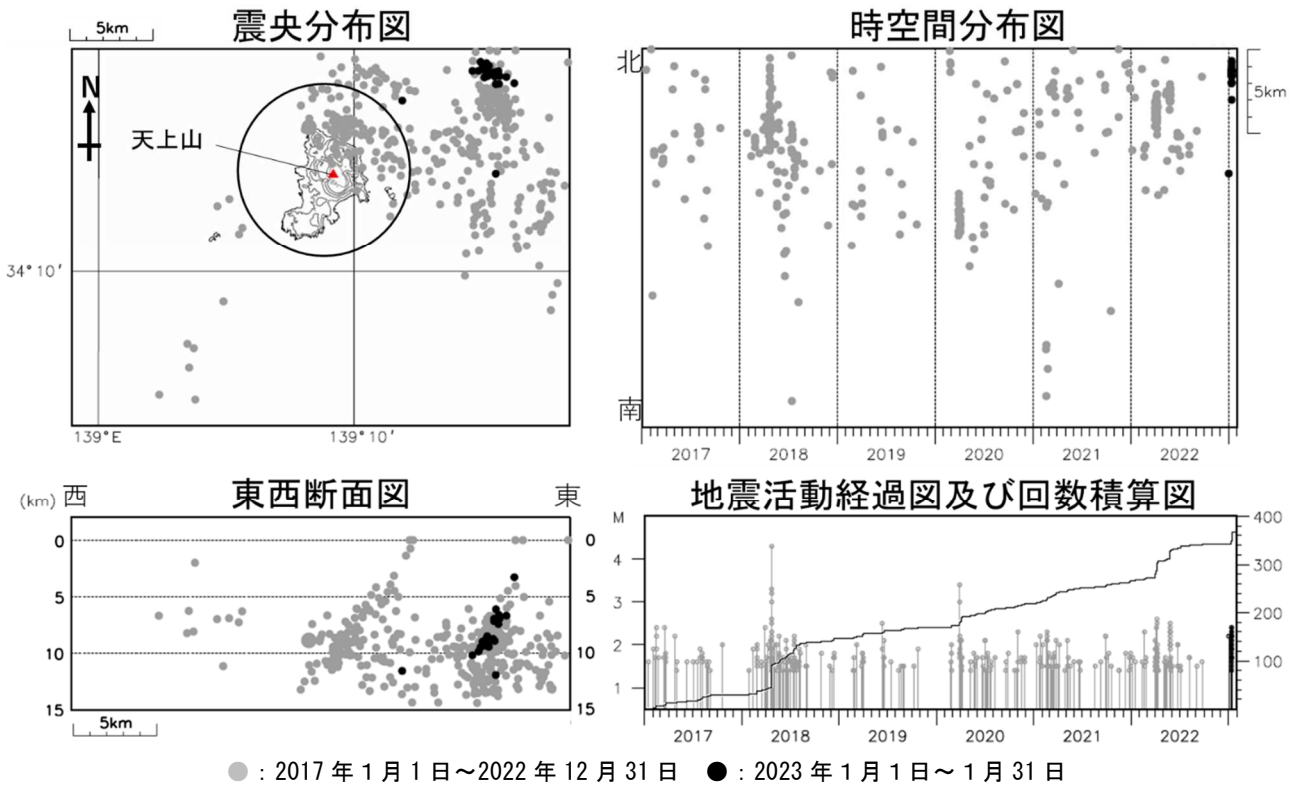 震央分布図
5km
N
天上山
34°10′
139°E
139°10′
時空間分布図
北
南
5km
2017 2018 2019 2020 2021 2022
東西断面図
(km) 西
東
0
5
10
15
0
5
10
15
5km
地震活動経過図及び回数積算図
M
4
3
2
1
400
300
200
100
2017 2018 2019 2020 2021 2022
：2017年1月1日～2022年12月31日 ：2023年1月1日～1月31日